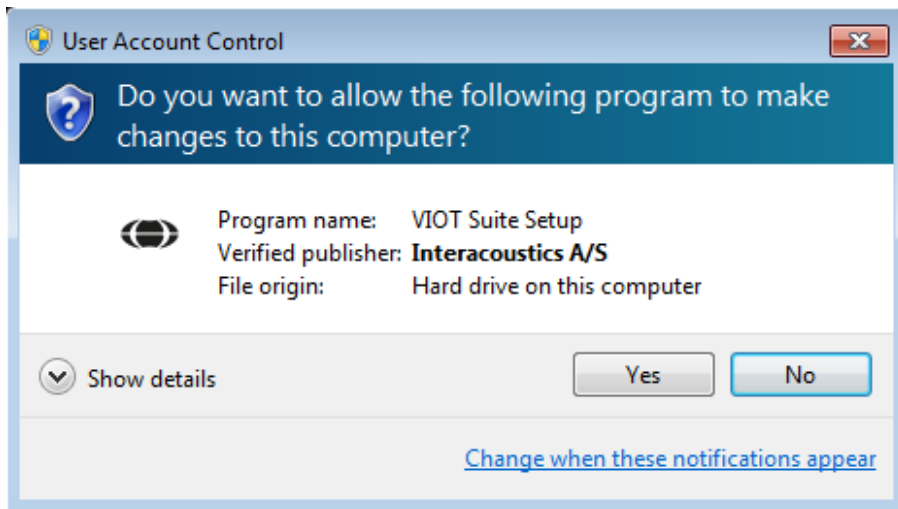 User Account Control
Do you want to allow the following program to make
changes to this computer?
Program name: VIOT Suite Setup
Verified publisher: Interacoustics A/S
File origin: Hard drive on this computer
Show details
Yes
No
Change when these notifications appear